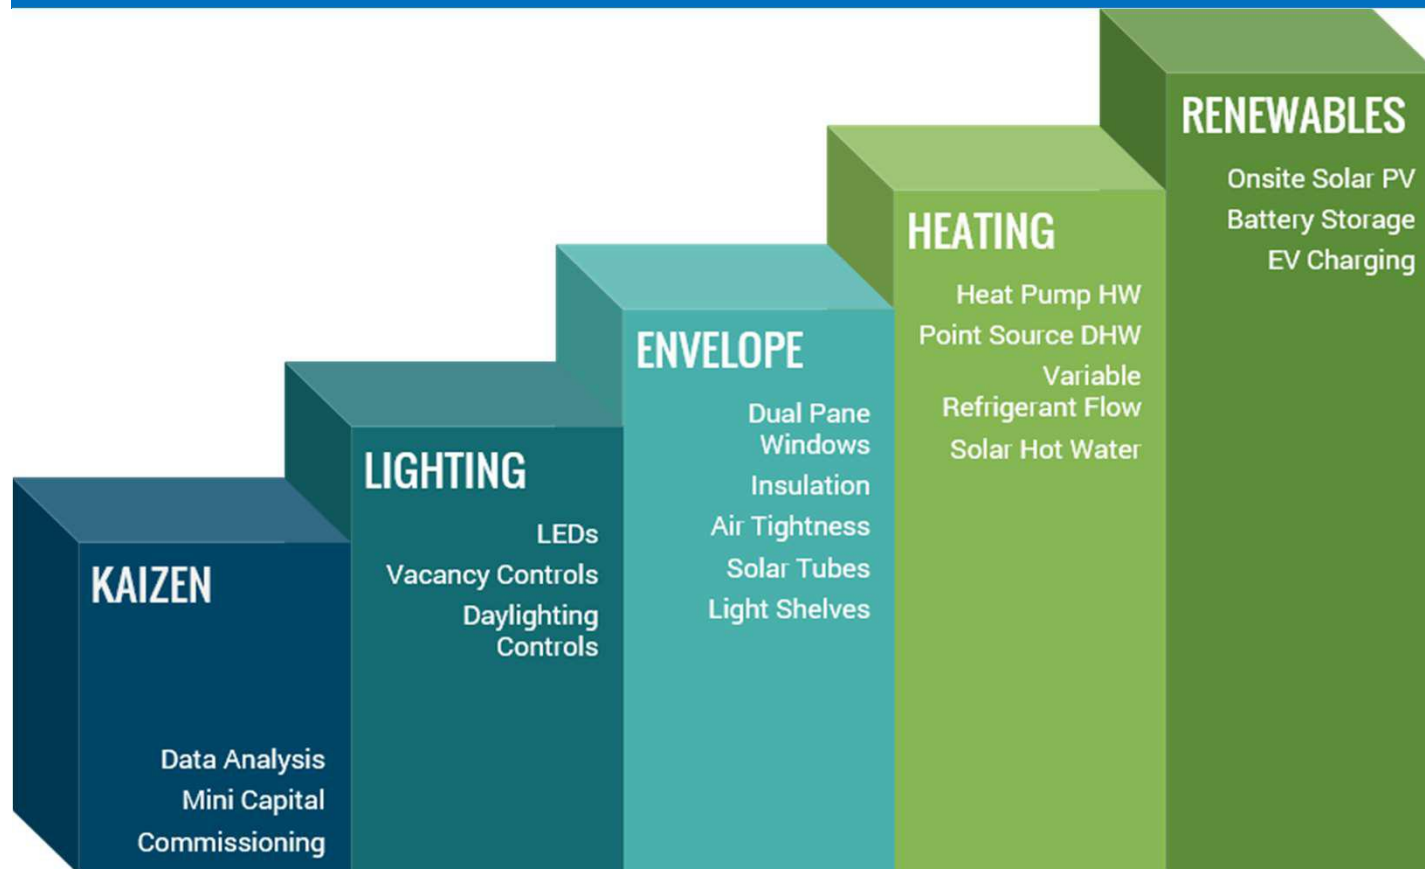 KAIZEN
Data Analysis
Mini Capital
Commissioning
LIGHTING
LEDs
Vacancy Controls
Daylighting
Controls
ENVELOPE
Dual Pane
Windows
Insulation
Air Tightness
Solar Tubes
Light Shelves
HEATING
Heat Pump HW
Point Source DHW
Variable
Refrigerant Flow
Solar Hot Water
RENEWABLES
Onsite Solar PV
Battery Storage
EV Charging